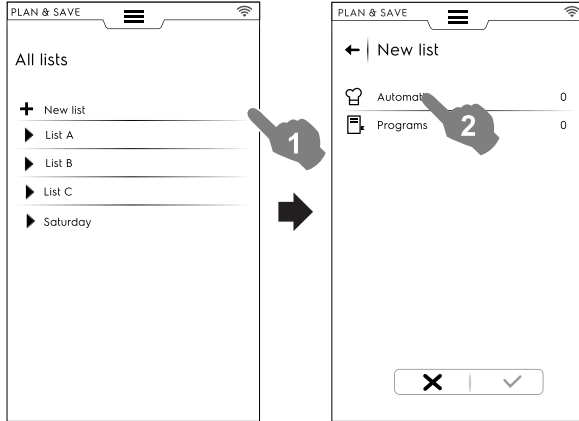 PLAN & SAVE
All lists
New list
List A
List B
List C
Saturday
1
PLAN & SAVE
New list
0
Programs 0
2